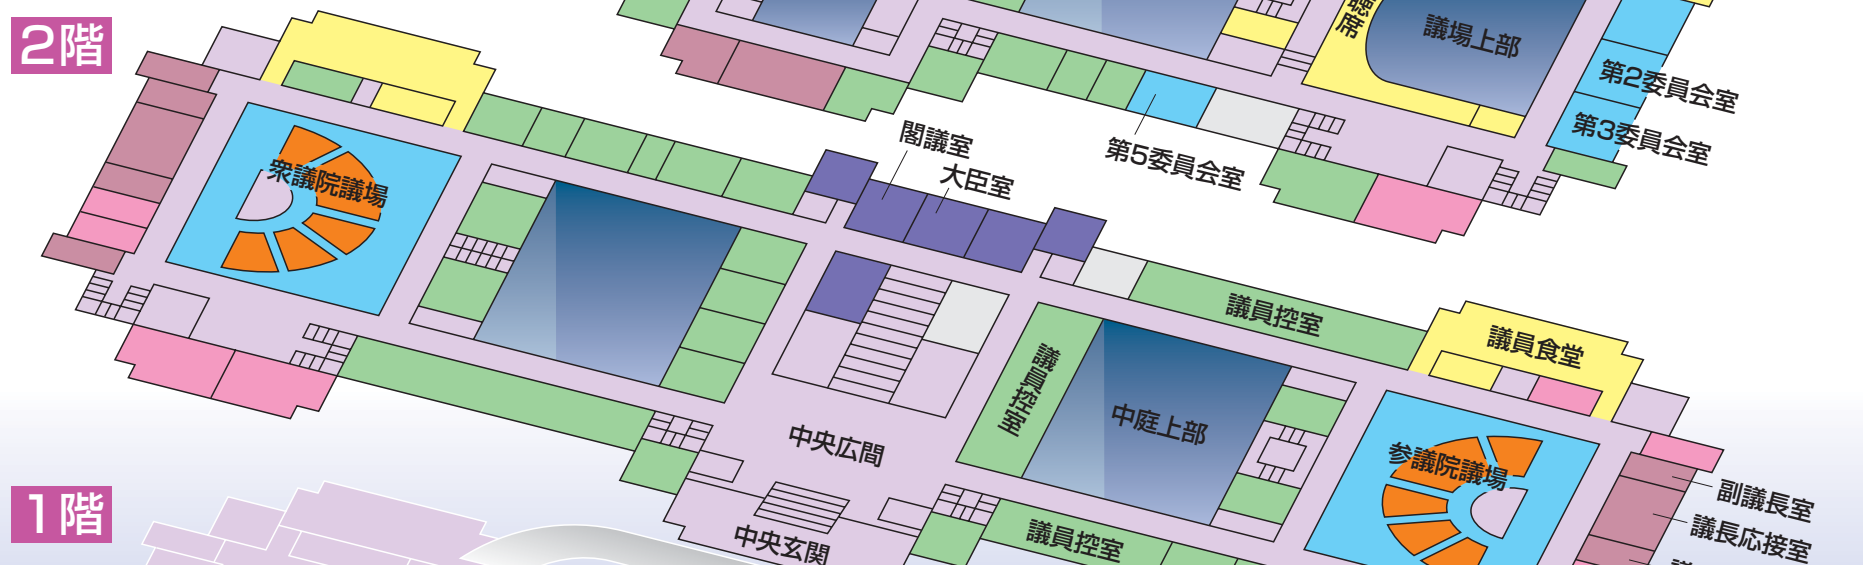 2階
聴席
議場上部
第2委員会室
第3委員会室
第5委員会室
閣議室
大臣室
衆議院議場
議員控室
議員食堂
議員控室
中庭上部
中央広間
参議院議場
副議長室
議長応接室
中央玄関
議員控室
1階